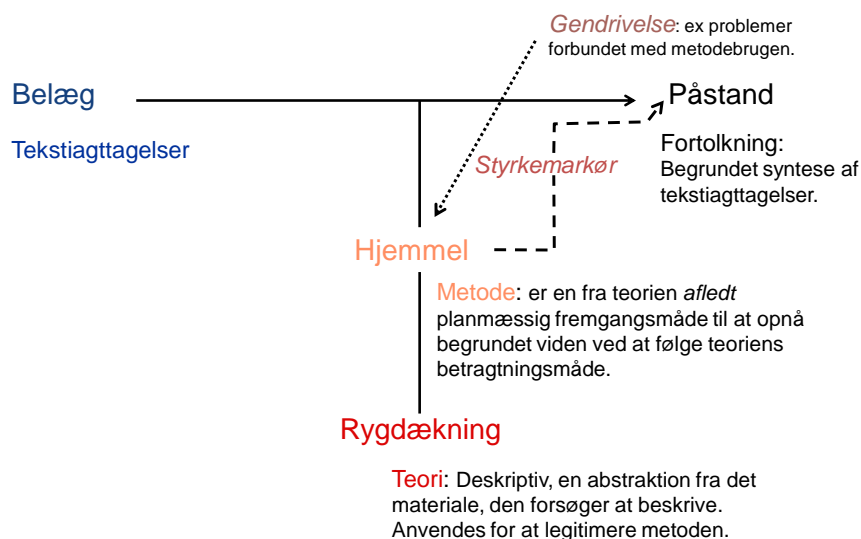 Gendrivelse: ex problemer
forbundet med metodebrugen.
Belæg
Påstand
Tekstiagttagelser
Fortolkning:
Begrundet syntese af
tekstiagttagelser.
Styrkemarkør
Hjemmel
Metode: er en fra teorien afledt
planmæssig fremgangsmåde til at opnå
begrundet viden ved at følge teoriens
betragtningsmåde.
Rygdækning
Teori: Deskriptiv, en abstraktion fra det
materiale, den forsøger at beskrive.
Anvendes for at legitimere metoden.